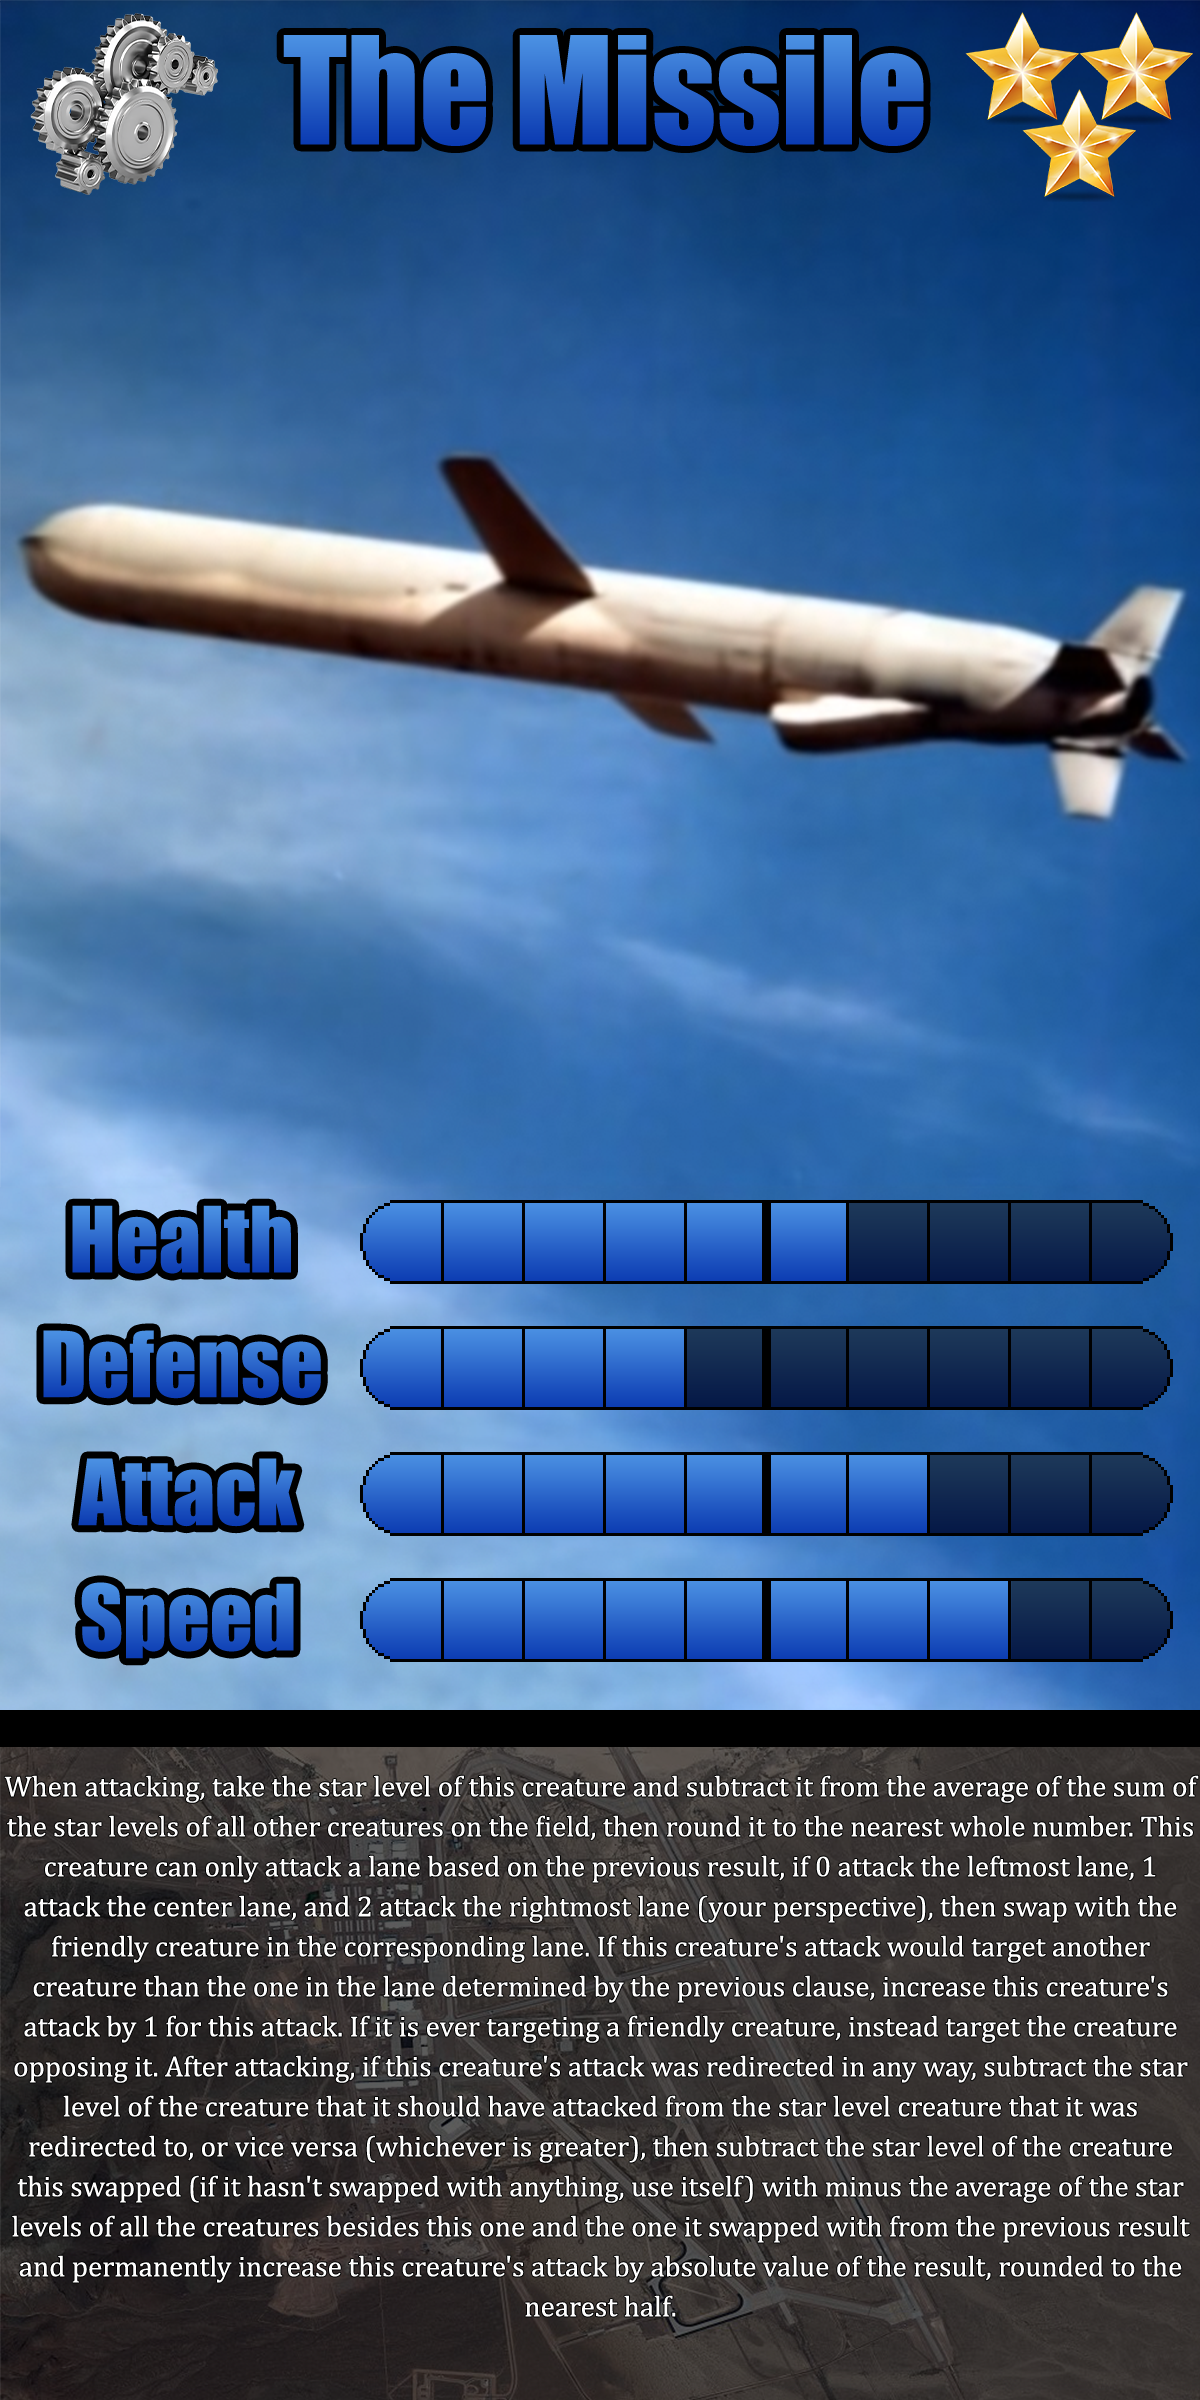 The Missile
Health
Defense
Attack
Speed
When attacking, take the star level of this creature and subtract it from the average of the sum of
the star levels of all other creatures on the field, then round it to the nearest whole number. This
creature can only attack a lane based on the previous result, if 0 attack the leftmost lane, 1
attack the center lane, and 2 attack the rightmost lane (your perspective), then swap with the
friendly creature in the corresponding lane. If this creature's attack would target another
creature than the one in the lane determined by the previous clause, increase this creature's
attack by 1 for this attack. If it is ever targeting a friendly creature, instead target the creature
opposing it. After attacking, if this creature's attack was redirected in any way, subtract the star
level of the creature that it should have attacked from the star level creature that it was
redirected to, or vice versa (whichever is greater), then subtract the star level of the creature
this swapped (if it hasn't swapped with anything, use itself) with minus the average of the star
levels of all the creatures besides this one and the one it swapped with from the previous result
and permanently increase this creature's attack by absolute value of the result, rounded to the
nearest half.